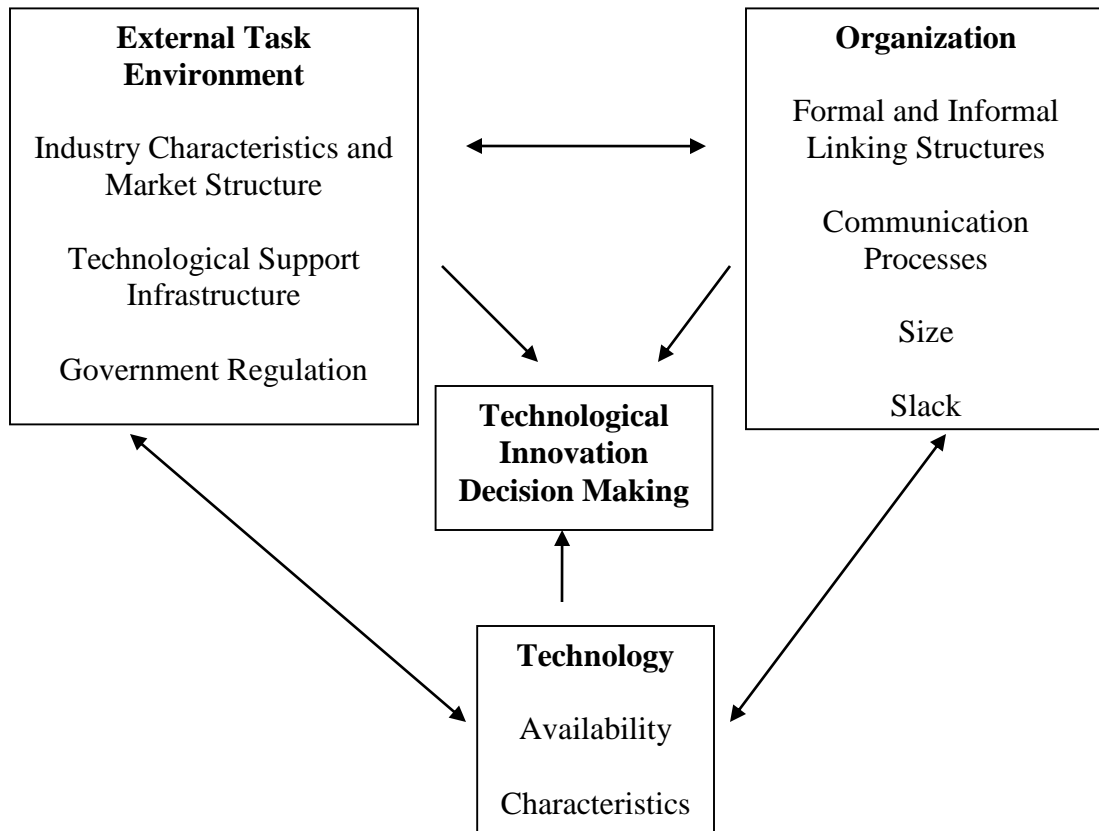 External Task
Environment
Industry Characteristics and
Market Structure
Technological Support
Infrastructure
Government Regulation
Organization
Formal and Informal
Linking Structures
Communication
Processes
Size
Slack
Technological
Innovation
Decision Making
Technology
Availability
Characteristics